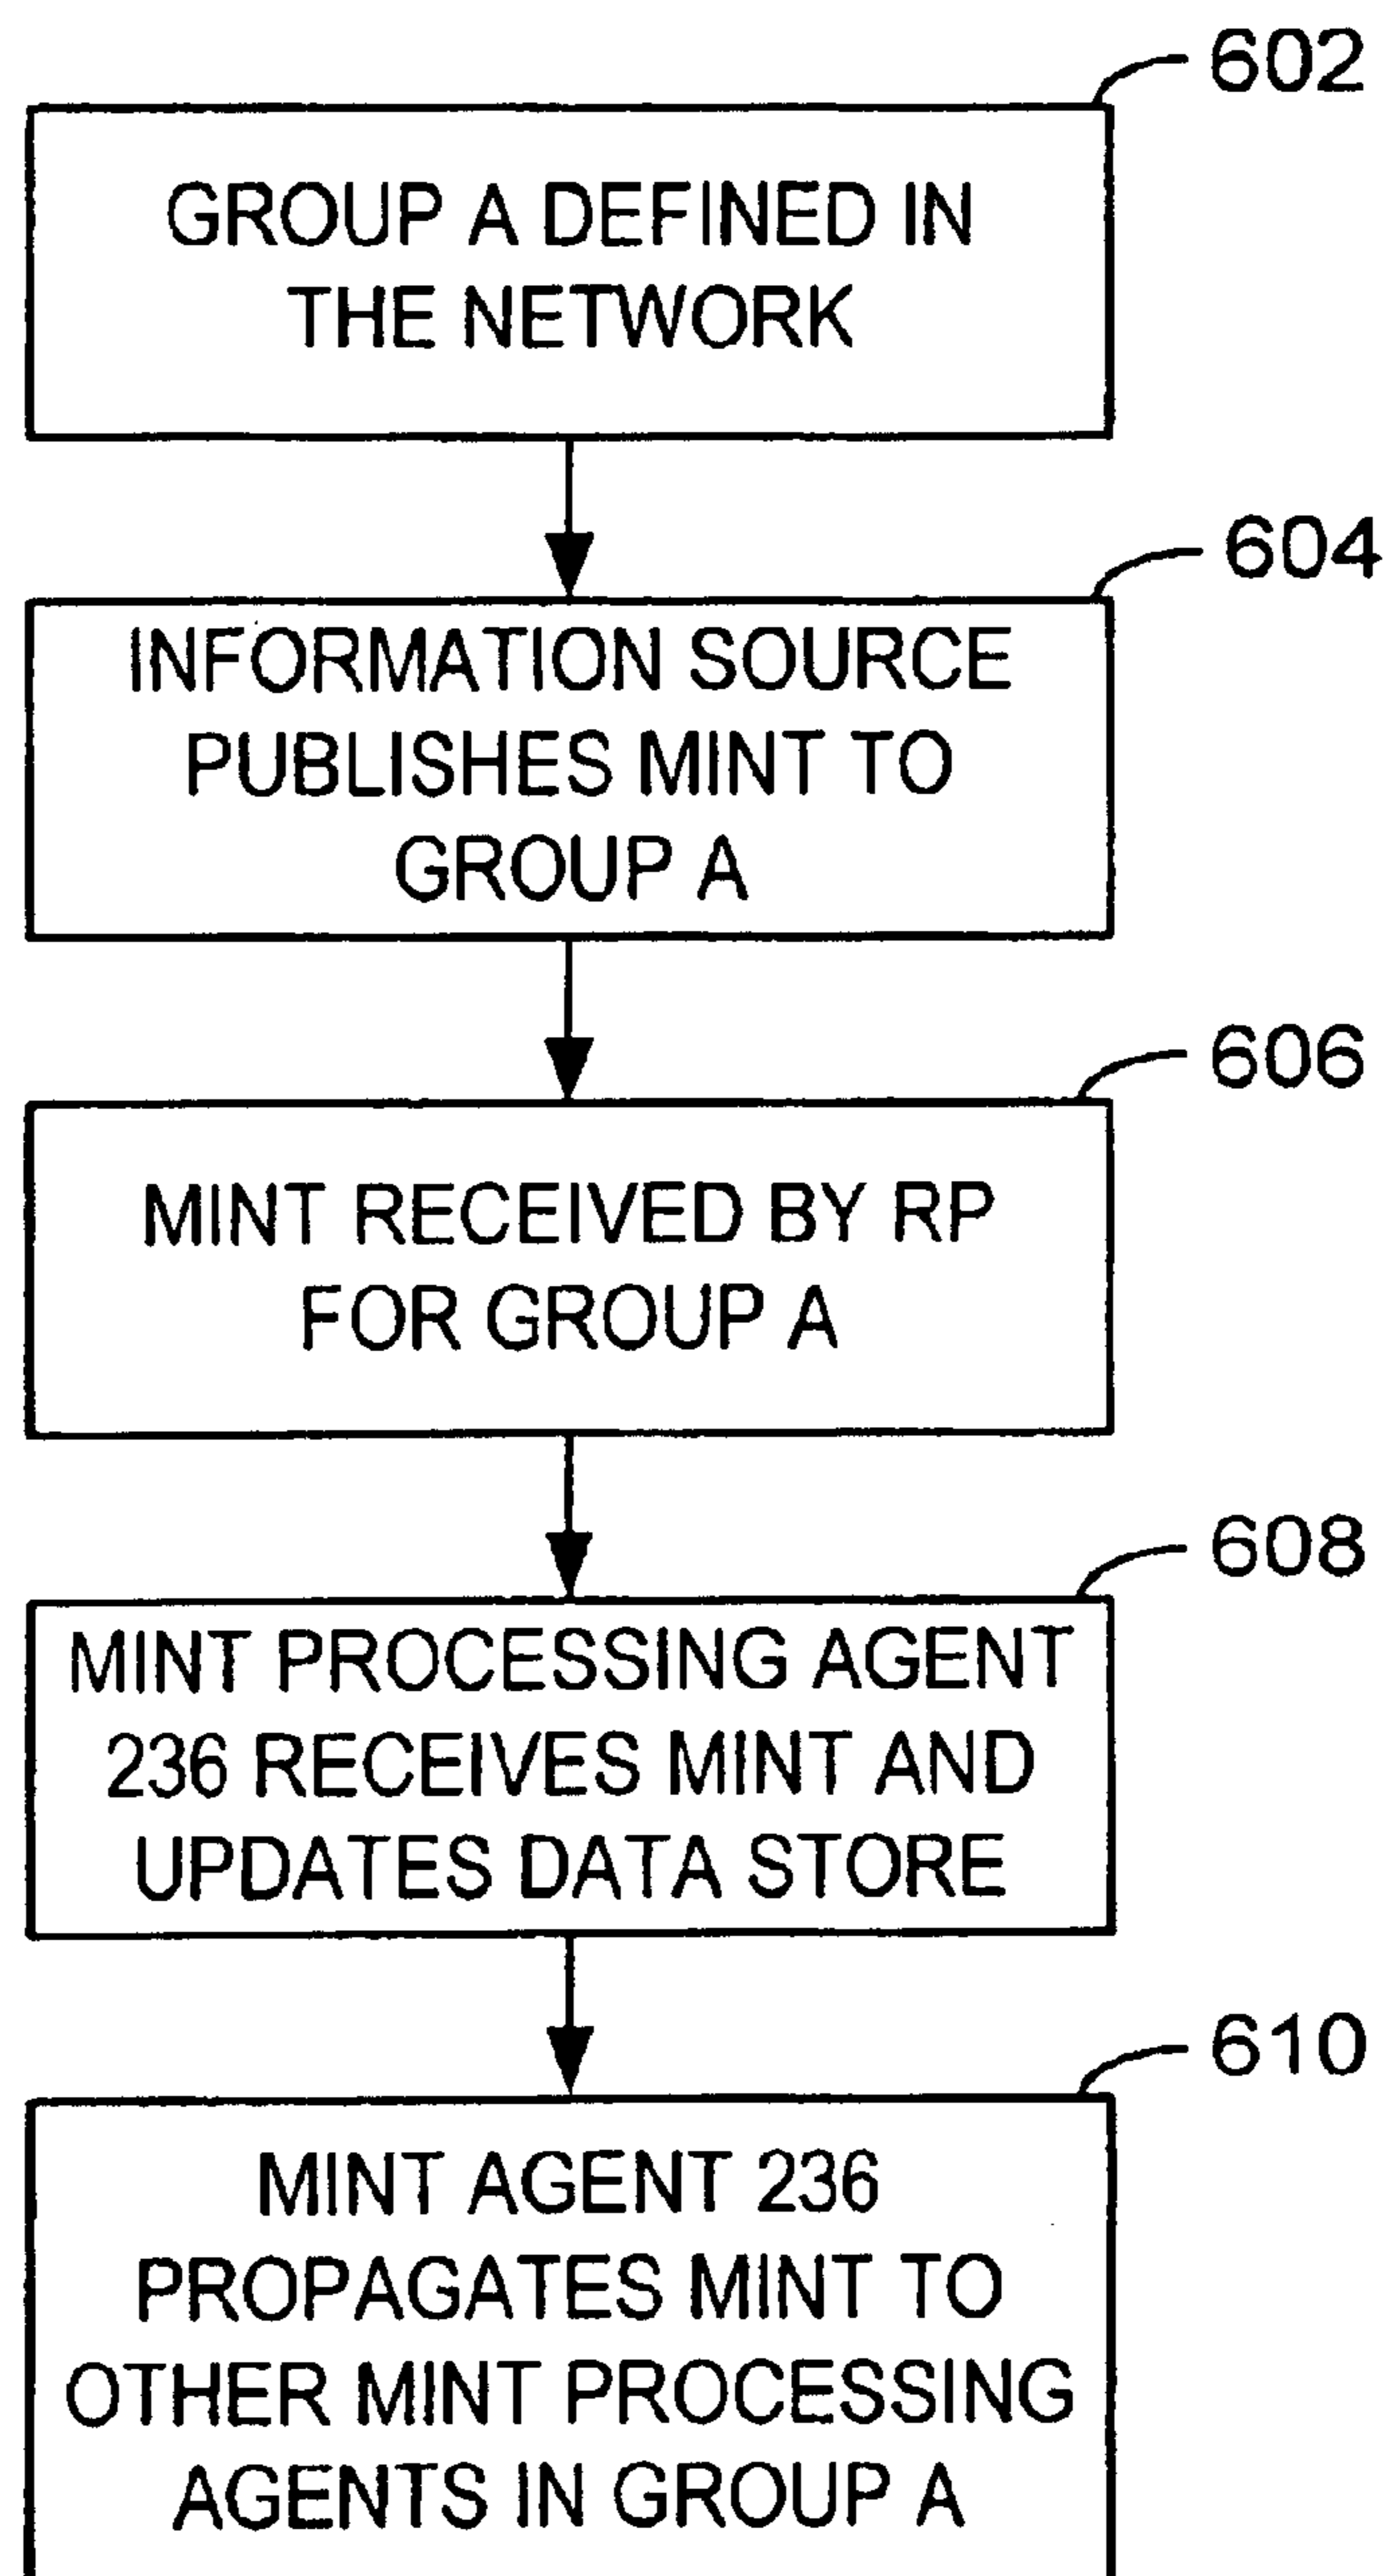 602
GROUP A DEFINED IN
THE NETWORK
604
INFORMATION SOURCE
PUBLISHES MINT TO
GROUP A
606
MINT RECEIVED BY RP
FOR GROUP A
608
MINT PROCESSING AGENT
236 RECEIVES MINT AND
UPDATES DATA STORE
610
MINT AGENT 236
PROPAGATES MINT TO
OTHER MINT PROCESSING
AGENTS IN GROUP A